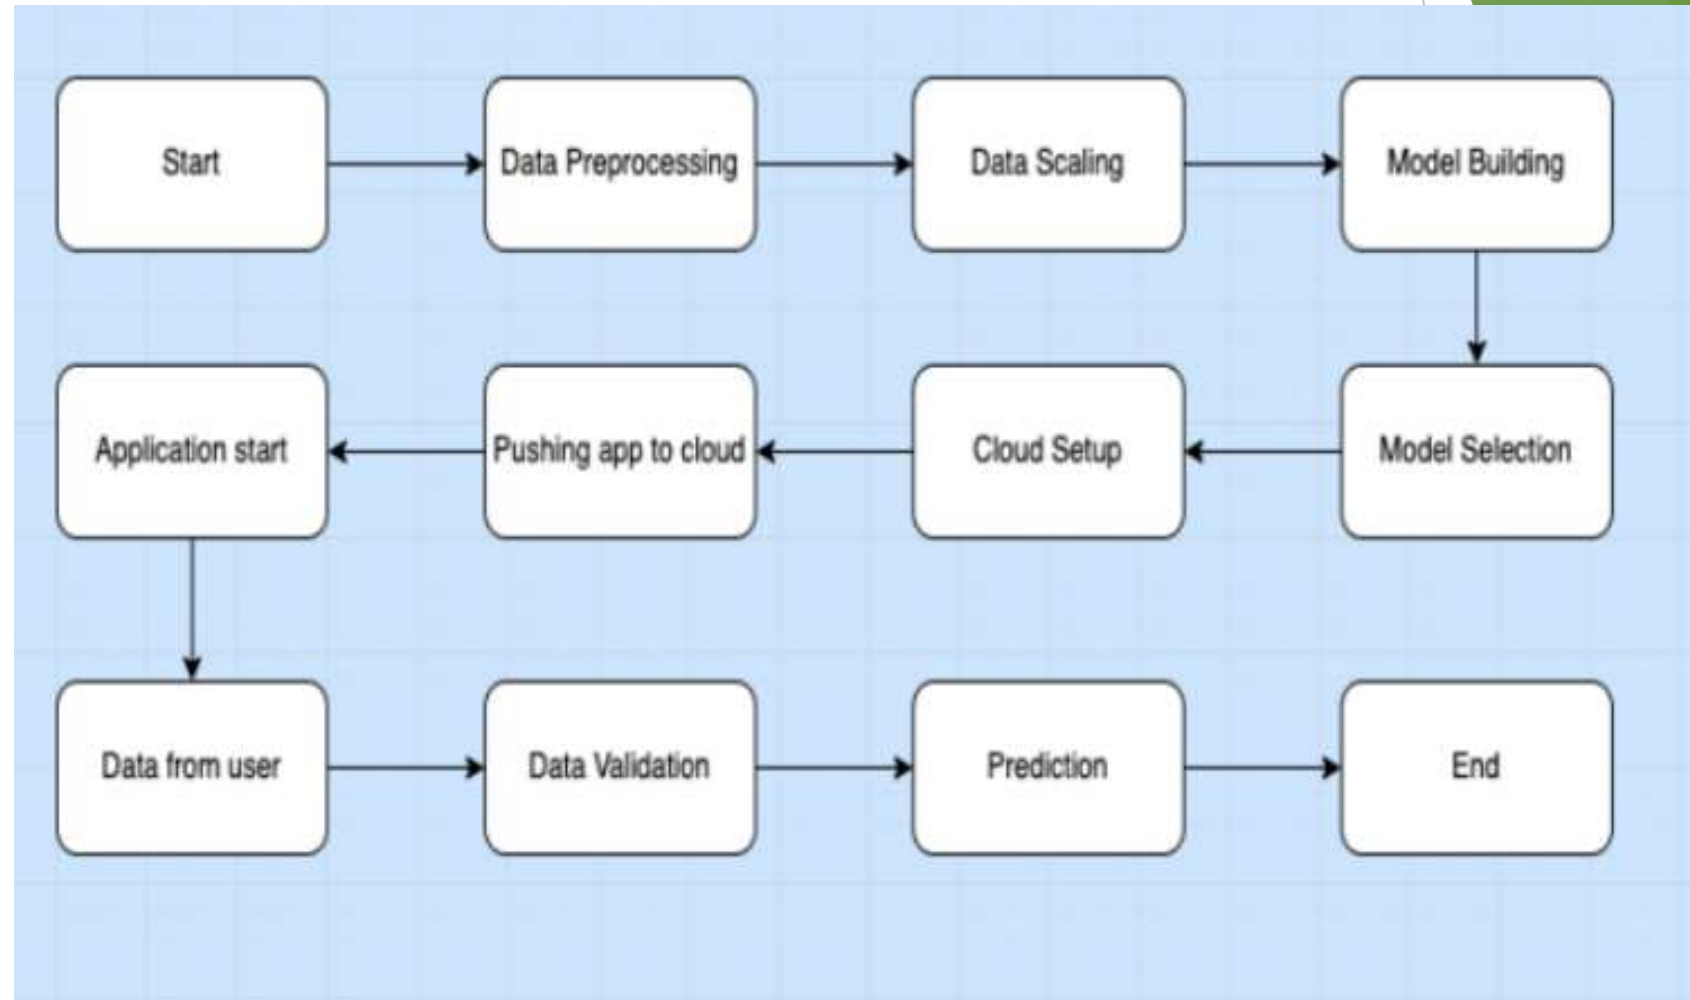 Start
Data Preprocessing
Data Scaling
Model Building
Model Selection
Cloud Setup
Pushing app to cloud
Application start
Data from user
Data Validation
Prediction
End